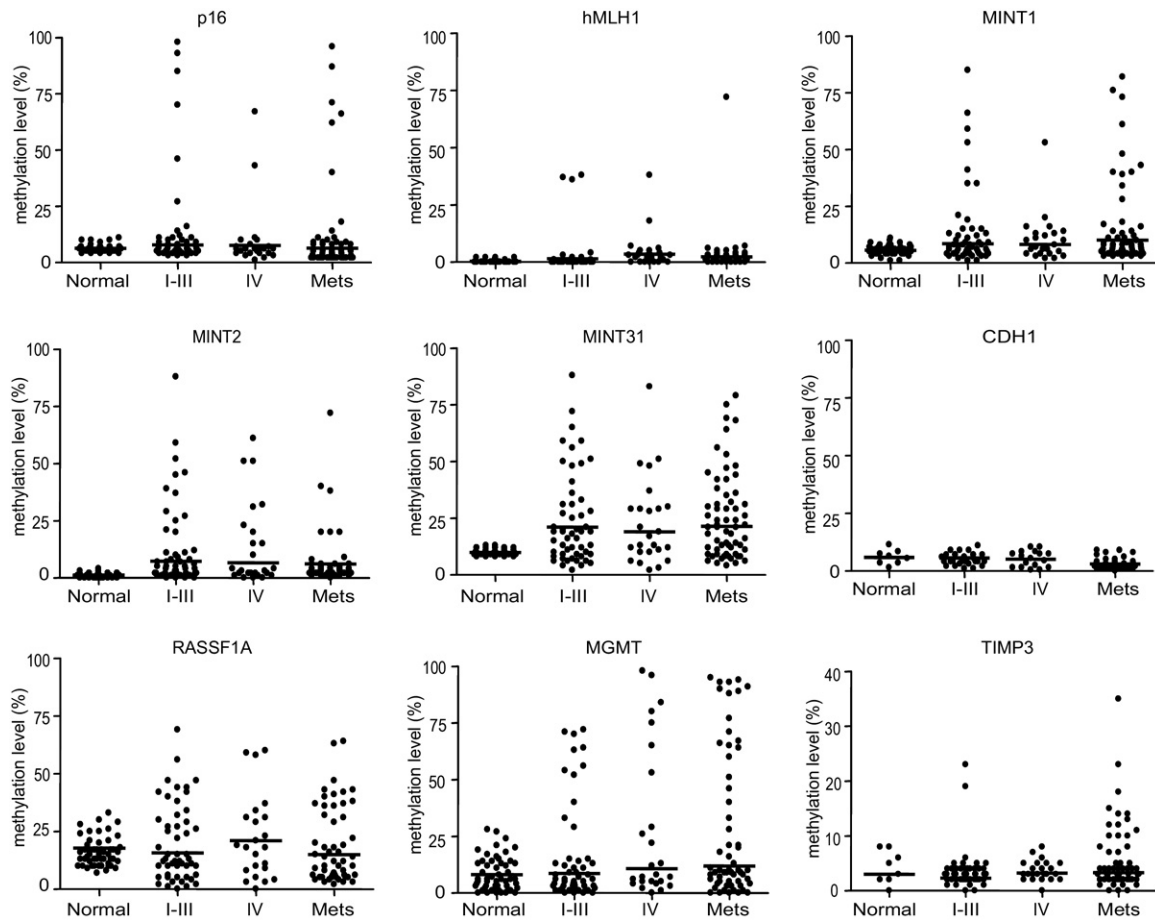 p16
methylation level (%)
100
75
50
25
0
Normal I-III IV Mets
hMLH1
methylation level (%)
100
75
50
25
0
Normal I-III IV Mets
MINT1
methylation level (%)
100
75
50
25
0
Normal I-III IV Mets
MINT2
methylation level (%)
100
75
50
25
0
Normal I-III IV Mets
MINT31
methylation level (%)
100
75
50
25
0
Normal I-III IV Mets
CDH1
methylation level (%)
100
75
50
25
0
Normal I-III IV Mets
RASSF1A
methylation level (%)
100
75
50
25
0
Normal I-III IV Mets
MGMT
methylation level (%)
100
75
50
25
0
Normal I-III IV Mets
TIMP3
methylation level (%)
40
30
20
10
0
Normal I-III IV Mets